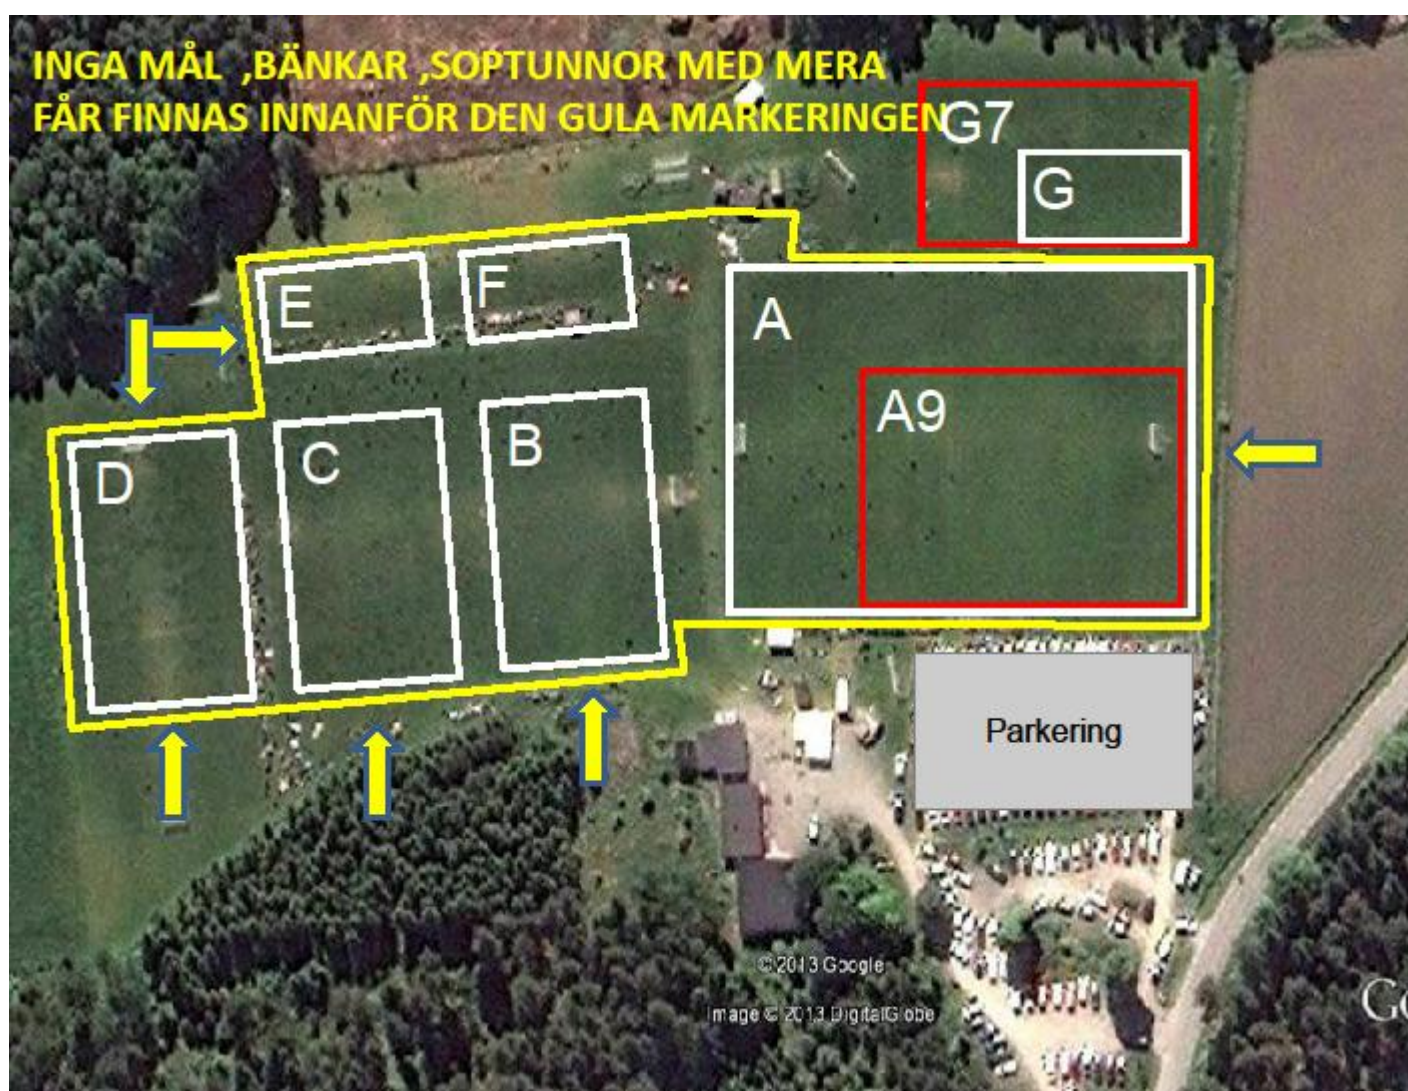 INGA MÅL ,BÄNKAR ,SOPTUNNOR MED MERA
FÅR FINNAS INNANFÖR DEN GULA MARKERINGEN
G7
G
E
F
A
A9
D
C
B
Parkering
© 2013 Google
Image © 2013 DigitalGlobe
Go